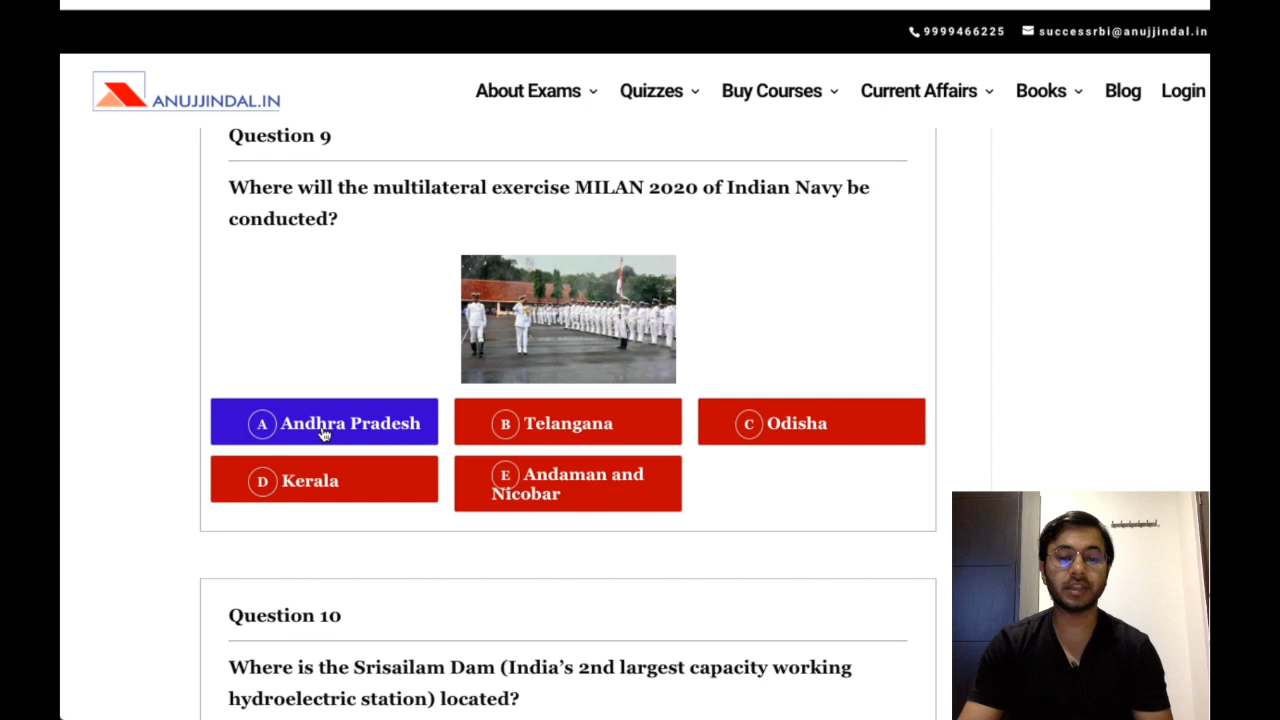 9999466225 successrbi@anujjindal.in
ANUJJINDAL.IN About Exams Quizzes Buy Courses Current Affairs Books Blog Login
Question 9
Where will the multilateral exercise MILAN 2020 of Indian Navy be
conducted?
A Andhra Pradesh B Telangana C Odisha
D Kerala E Andaman and
Nicobar
Question 10
Where is the Srisailam Dam (India’s 2nd largest capacity working
hydroelectric station) located?